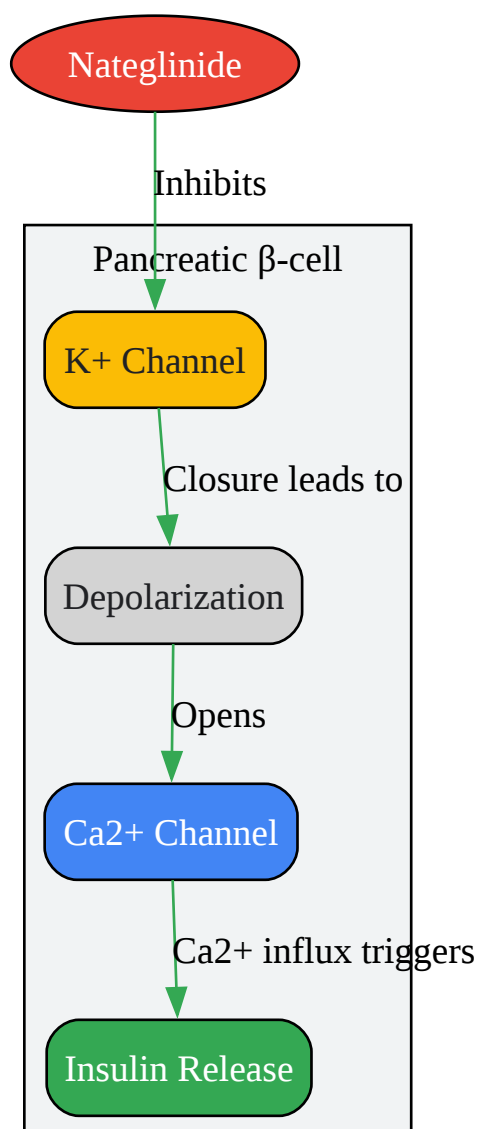 Nateglinide
Inhibits
Pancreatic β-cell
K+ Channel
Closure leads to
Depolarization
Opens
Ca2+ Channel
Ca2+ influx triggers
Insulin Release